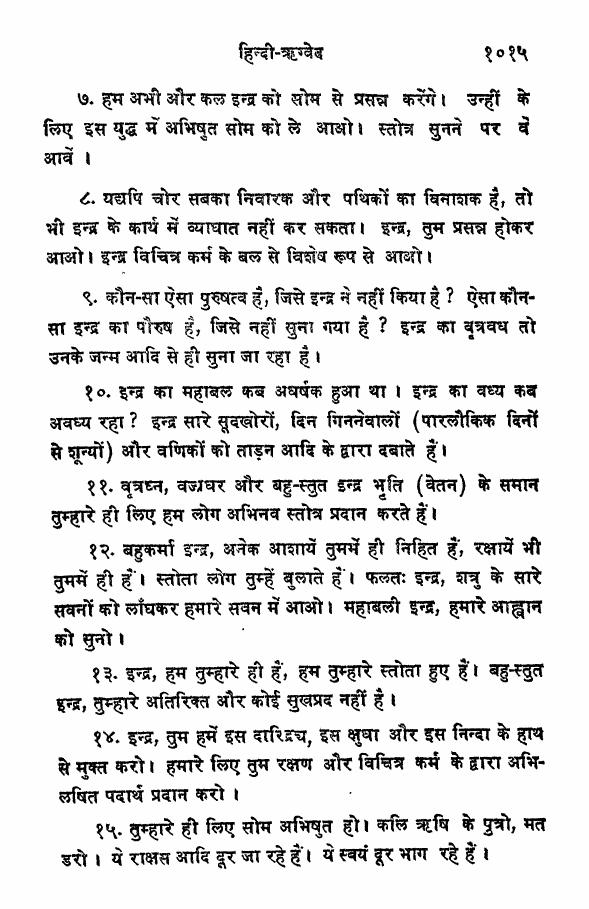 हिन्दी-ऋग्वेद १०१५
७. हम अभी और कल इन्द्र को सोम से प्रसन्न करेंगे। उन्हीं के
लिए इस युद्ध में अभिषुत सोम को ले आओ। स्तोत्र सुनने पर वे
आवें ।
८. यद्यपि चोर सबका निवारक और पथिकों का विनाशक है, तो
भी इन्द्र के कार्य में व्याघात नहीं कर सकता। इन्द्र, तुम प्रसन्न होकर
आओ। इन्द्र विचित्र कर्म के बल से विशेष रूप से आओ।
९. कौन-सा ऐसा पुरुषत्व है, जिसे इन्द्र ने नहीं किया है ? ऐसा कौन-
सा इन्द्र का पौरुष है, जिसे नहीं सुना गया है ? इन्द्र का वृत्रवध तो
उनके जन्म आदि से ही सुना जा रहा है।
१०. इन्द्र का महाबल कब अधर्षक हुआ था । इन्द्र का वध्य कब
अवध्य रहा ? इन्द्र सारे सूदखोरों, दिन गिननेवालों (पारलौकिक दिनों
से शून्यों) और वणिकों को ताड़न आदि के द्वारा दबाते हैं।
११. वृत्रघ्न, वज्रधर और बहु-स्तुत इन्द्र भृति (वेतन) के समान
तुम्हारे ही लिए हम लोग अभिनव स्तोत्र प्रदान करते हैं।
१२. बहुकर्मा इन्द्र, अनेक आशायें तुममें ही निहित हैं, रक्षायें भी
तुममें ही हैं। स्तोता लोग तुम्हें बुलाते हैं। फलतः इन्द्र, शत्रु के सारे
सवनों को लाँघकर हमारे सवन में आओ। महाबली इन्द्र, हमारे आह्वान
को सुनो ।
१३. इन्द्र, हम तुम्हारे ही हैं, हम तुम्हारे स्तोता हुए हैं। बहु-स्तुत
इन्द्र, तुम्हारे अतिरिक्त और कोई सुखप्रद नहीं है।
१४. इन्द्र, तुम हमें इस दारिद्रय, इस क्षुधा और इस निन्दा के हाथ
से मुक्त करो। हमारे लिए तुम रक्षण और विचित्र कर्म के द्वारा अभि-
लषित पदार्थ प्रदान करो ।
१५. तुम्हारे ही लिए सोम अभिषुत हो। कलि ऋषि के पुत्रो, मत
डरो । ये राक्षस आदि दूर जा रहे हैं। ये स्वयं दूर भाग रहे हैं ।